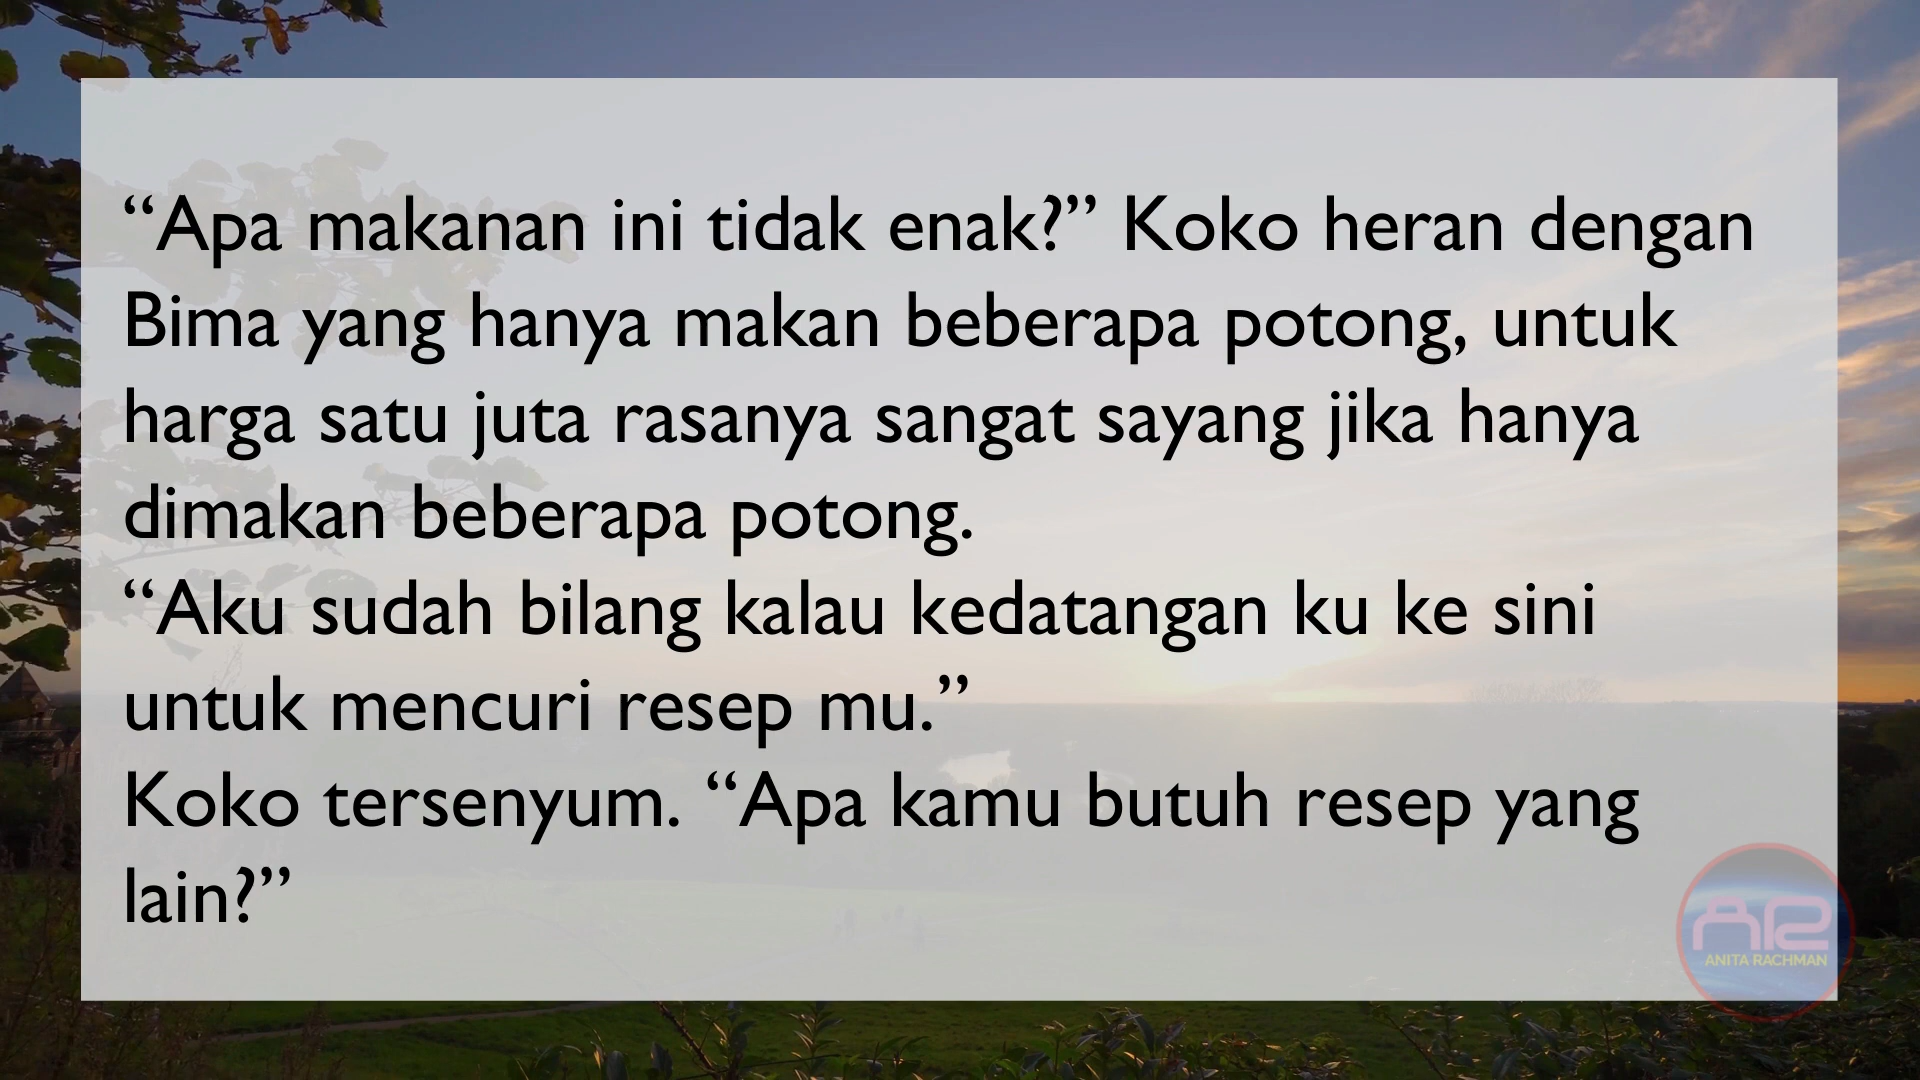 “Apa makanan ini tidak enak?” Koko heran dengan
Bima yang hanya makan beberapa potong, untuk
harga satu juta rasanya sangat sayang jika hanya
dimakan beberapa potong.
“Aku sudah bilang kalau kedatangan ku ke sini
untuk mencuri resep mu.”
Koko tersenyum. “Apa kamu butuh resep yang
lain?”
AR
ANITA RACHMAN